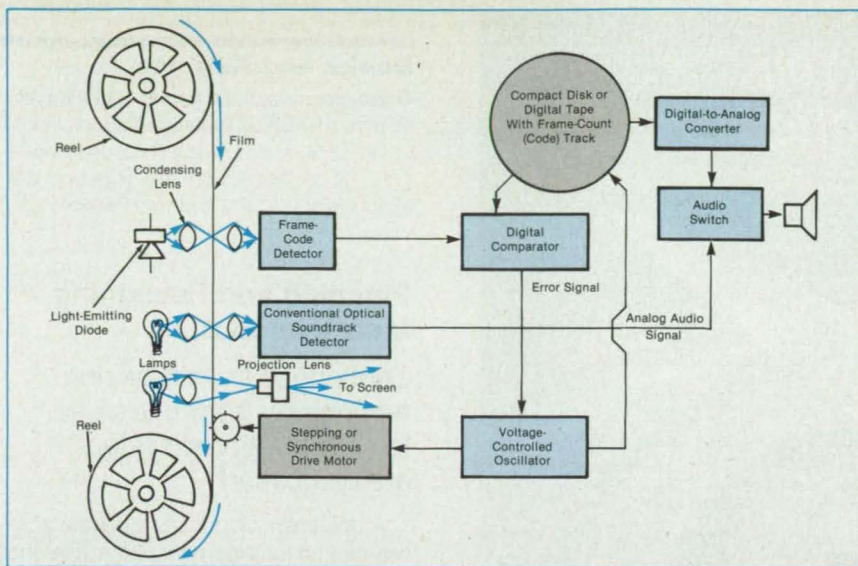 Reel
Film
Condensing
Lens
Light-Emitting
Diode
Frame-
Code
Detector
Compact Disk or
Digital Tape
With Frame-Count
(Code) Track
Digital-to-Analog
Converter
Audio
Switch
Digital
Comparator
Error Signal
Analog Audio
Signal
Conventional Optical
Soundtrack
Detector
Lamps
Projection Lens
To Screen
Reel
Stepping or
Synchronous
Drive Motor
Voltage-
Controlled
Oscillator